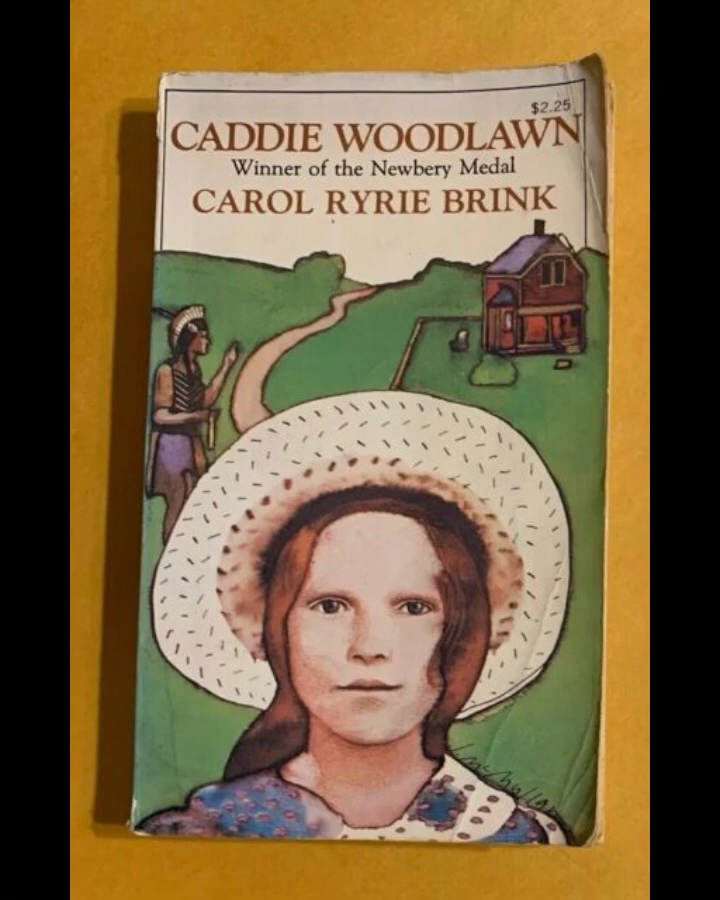 $2.25
CADDIE WOODLAWN
Winner of the Newbery Medal
CAROL RYRIE BRINK